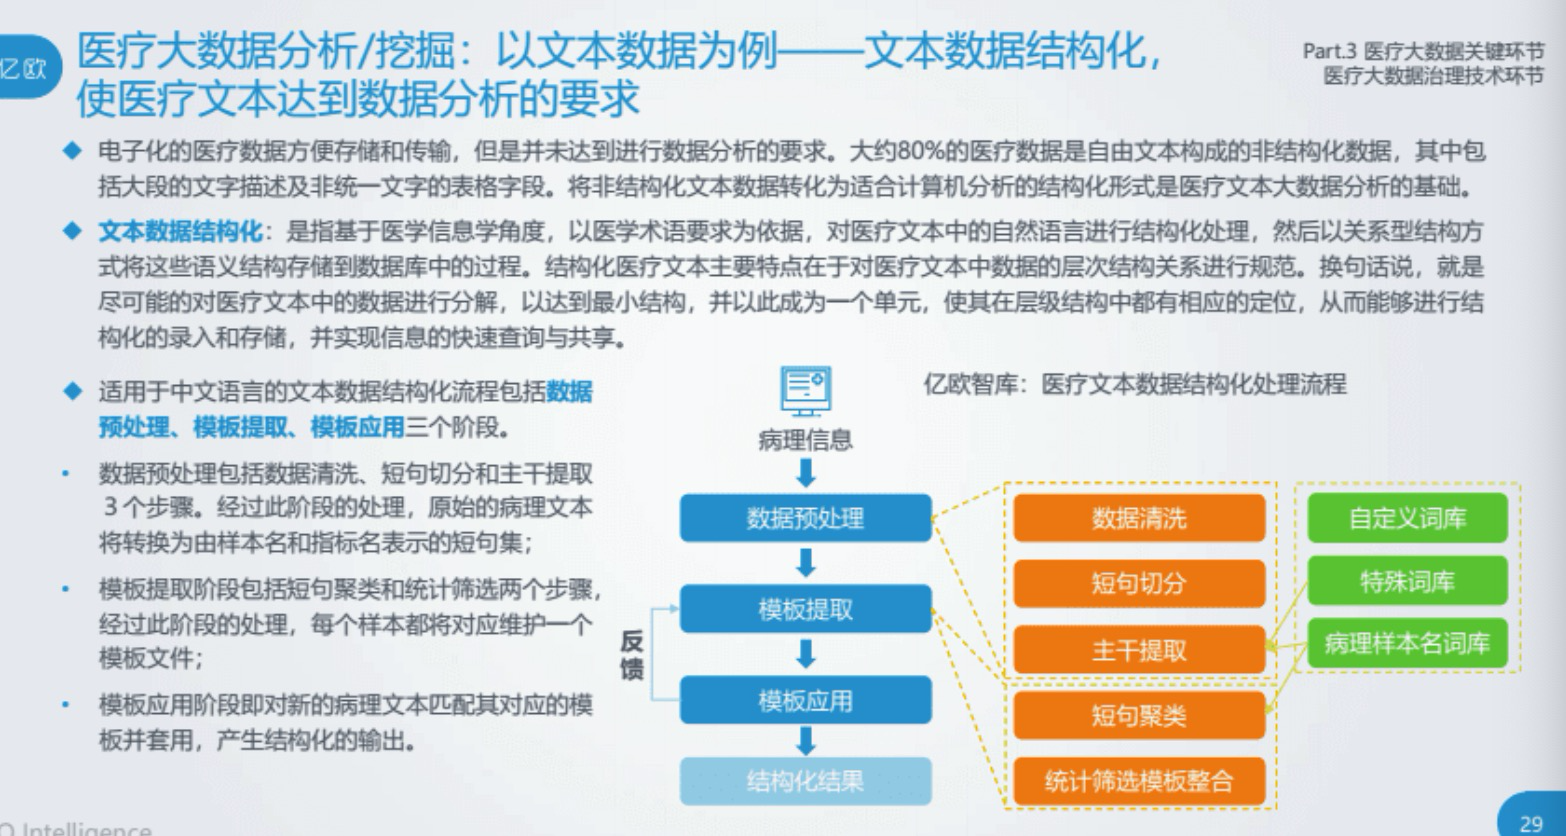 亿欧
医疗大数据分析/挖掘：以文本数据为例——文本数据结构化，
使医疗文本达到数据分析的要求
Part.3 医疗大数据关键环节
医疗大数据治理技术环节
◆ 电子化的医疗数据方便存储和传输，但是并未达到进行数据分析的要求。大约80%的医疗数据是自由文本构成的非结构化数据，其中包
括大段的文字描述及非统一文字的表格字段。将非结构化文本数据转化为适合计算机分析的结构化形式是医疗文本大数据分析的基础。
◆ 文本数据结构化：是指基于医学信息学角度，以医学术语要求为依据，对医疗文本中的自然语言进行结构化处理，然后以关系型结构方
式将这些语义结构存储到数据库中的过程。结构化医疗文本主要特点在于对医疗文本中数据的层次结构关系进行规范。换句话说，就是
尽可能的对医疗文本中的数据进行分解，以达到最小结构，并以此成为一个单元，使其在层级结构中都有相应的定位，从而能够进行结
构化的录入和存储，并实现信息的快速查询与共享。
◆ 适用于中文语言的文本数据结构化流程包括数据
预处理、模板提取、模板应用三个阶段。
• 数据预处理包括数据清洗、短句切分和主干提取
３个步骤。经过此阶段的处理，原始的病理文本
将转换为由样本名和指标名表示的短句集；
• 模板提取阶段包括短句聚类和统计筛选两个步骤，
经过此阶段的处理，每个样本都将对应维护一个
模板文件；
• 模板应用阶段即对新的病理文本匹配其对应的模
板并套用，产生结构化的输出。
亿欧智库：医疗文本数据结构化处理流程
病理信息
数据预处理
模板提取
反
馈
模板应用
结构化结果
数据清洗
短句切分
主干提取
短句聚类
统计筛选模板整合
自定义词库
特殊词库
病理样本名词库
O Intelligence
29